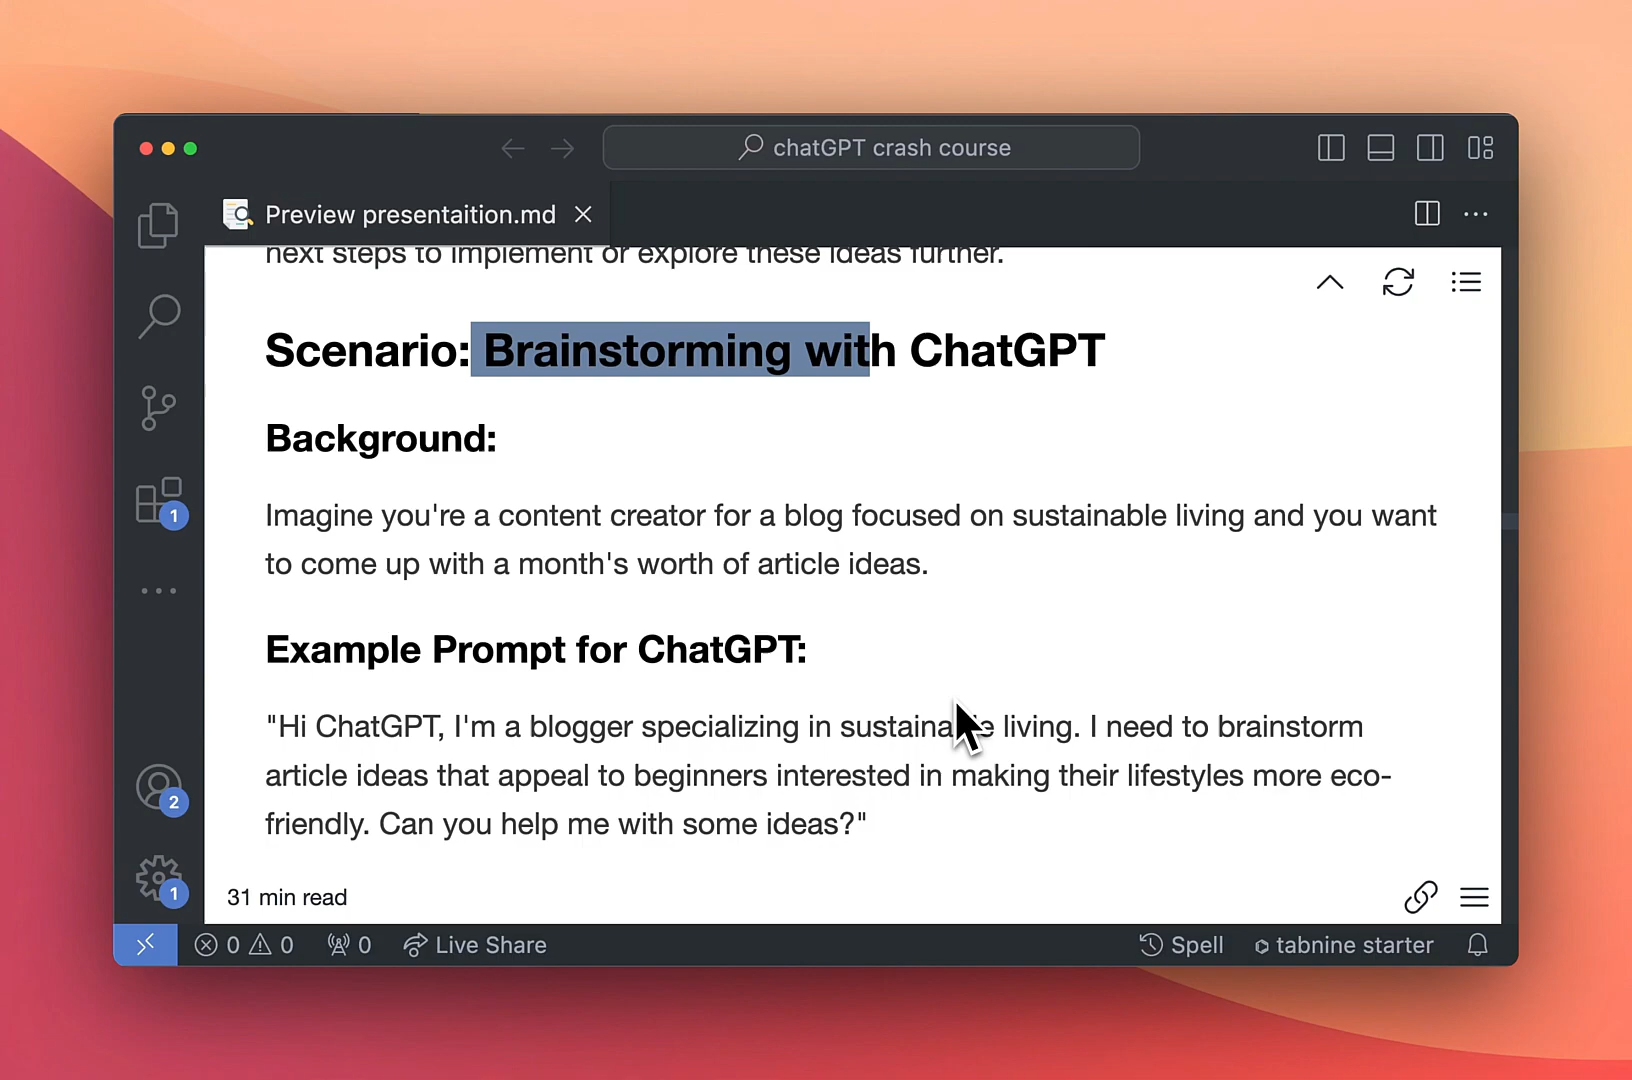 chatGPT crash course
Preview presentaition.md
next steps to implement or explore these ideas further.
Scenario: Brainstorming with ChatGPT
Background:
Imagine you're a content creator for a blog focused on sustainable living and you want
to come up with a month's worth of article ideas.
Example Prompt for ChatGPT:
"Hi ChatGPT, I'm a blogger specializing in sustainable living. I need to brainstorm
article ideas that appeal to beginners interested in making their lifestyles more eco-
friendly. Can you help me with some ideas?"
1
2
1
31 min read
0 0 0 Live Share Spell tabnine starter